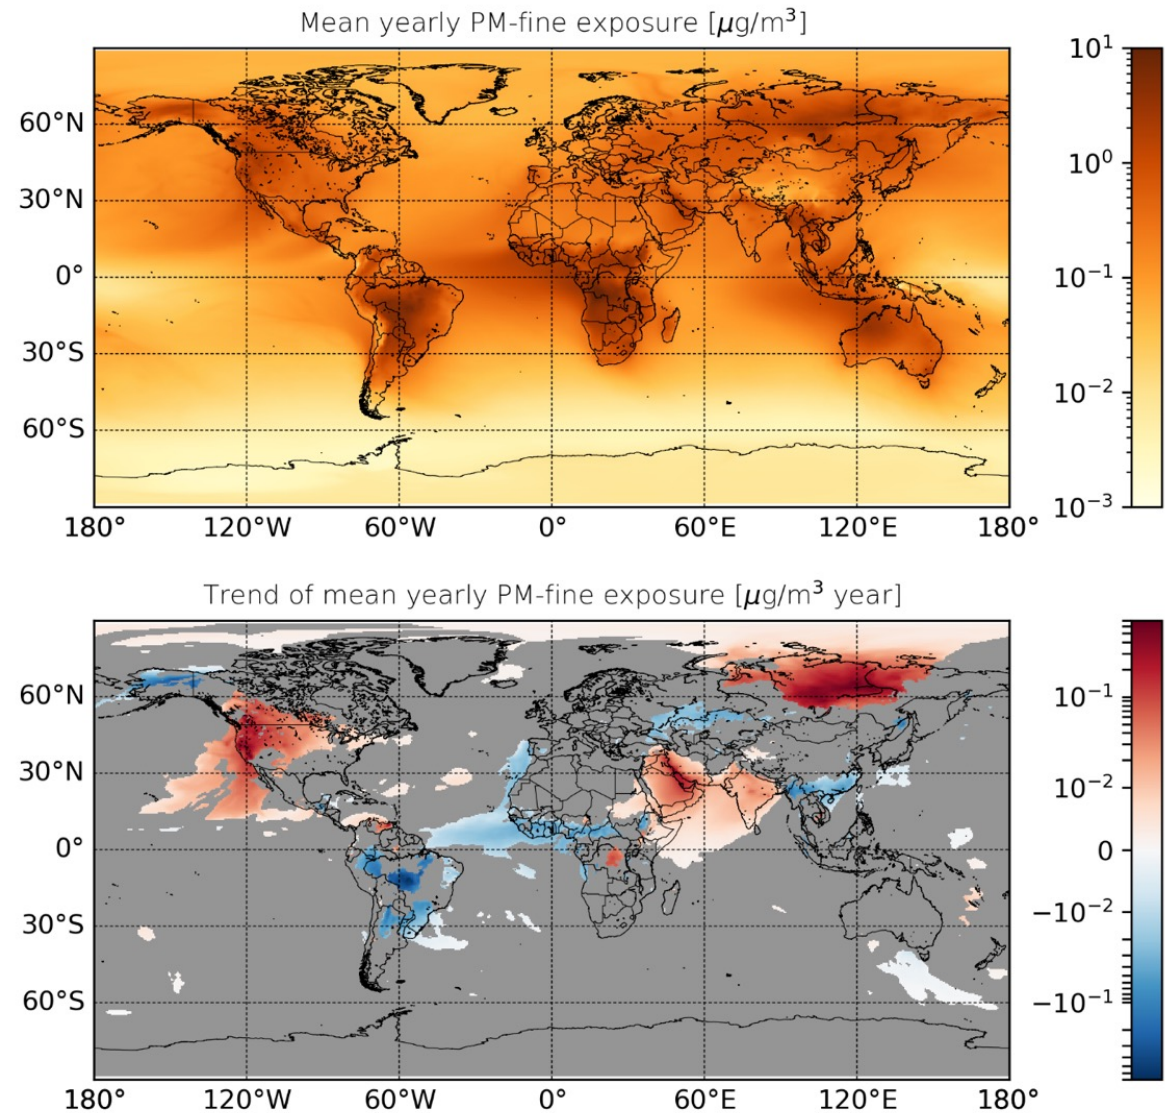 Mean yearly PM-fine exposure [μg/m³]
10¹
60°N
10⁰
30°N
0°
10⁻¹
30°S
10⁻²
60°S
10⁻³
180° 120°W 60°W 0° 60°E 120°E 180°
Trend of mean yearly PM-fine exposure [μg/m³ year]
60°N
10⁻¹
30°N
10⁻²
0°
0
30°S
−10⁻²
60°S
−10⁻¹
180° 120°W 60°W 0° 60°E 120°E 180°